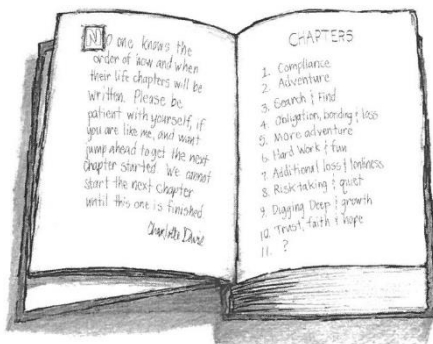 No one knows the
order of how and when
their life chapters will be
written. Please be
patient with yourself, if
you are like me, and want
jump ahead to get the next
chapter started. We cannot
start the next chapter
until this one is finished
CHAPTERS
1. Compliance
2. Adventure
3. Search & Find
4. Obligation, bonding & loss
5. More adventure
6. Hard Work & fun
7. Additional loss & loneliness
8. Risk-taking & quiet
9. Digging Deep & growth
10. Trust, faith & hope
11. ?